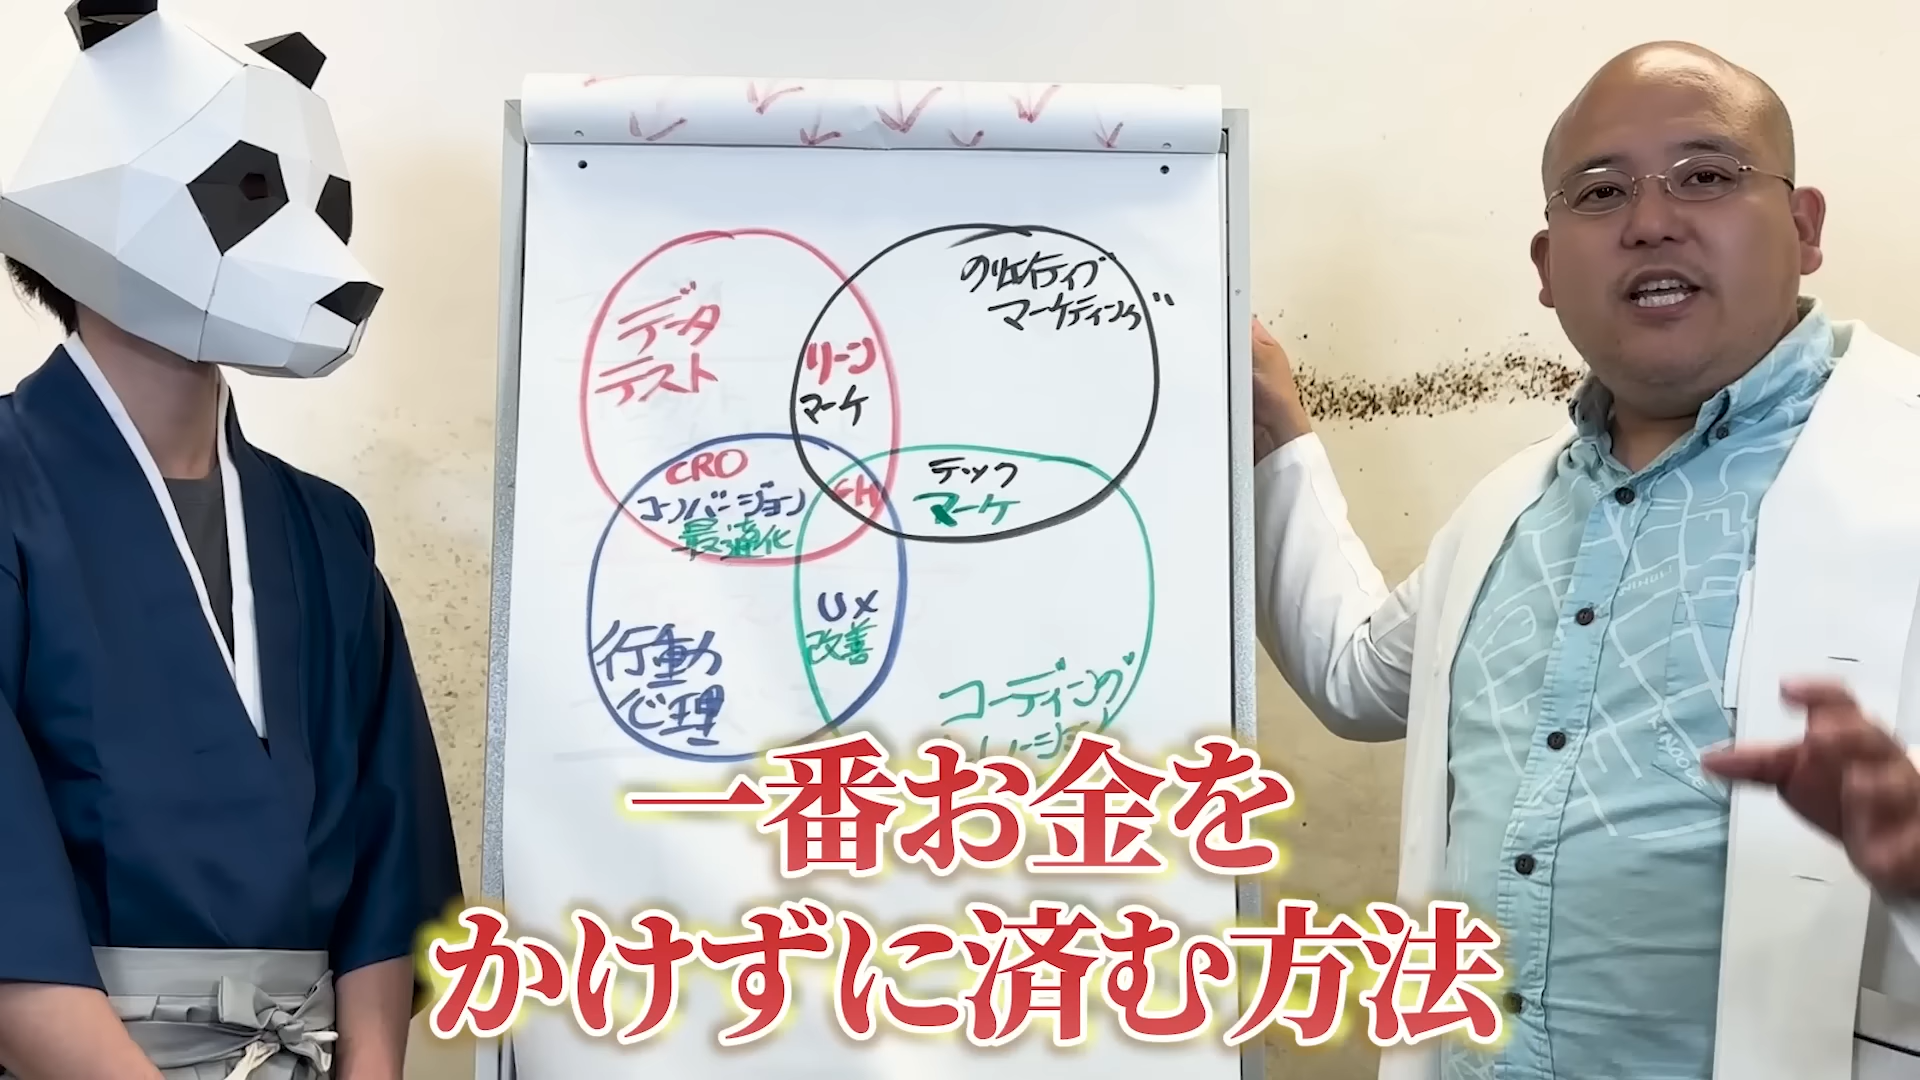 クリエイティブ
マーケティング
データ
テスト
リーン
マーケ
CRO
コンバージョン
最適化
GH
テック
マーケ
UX
改善
行動
心理
コーディング
一番お金を
かけずに済む方法